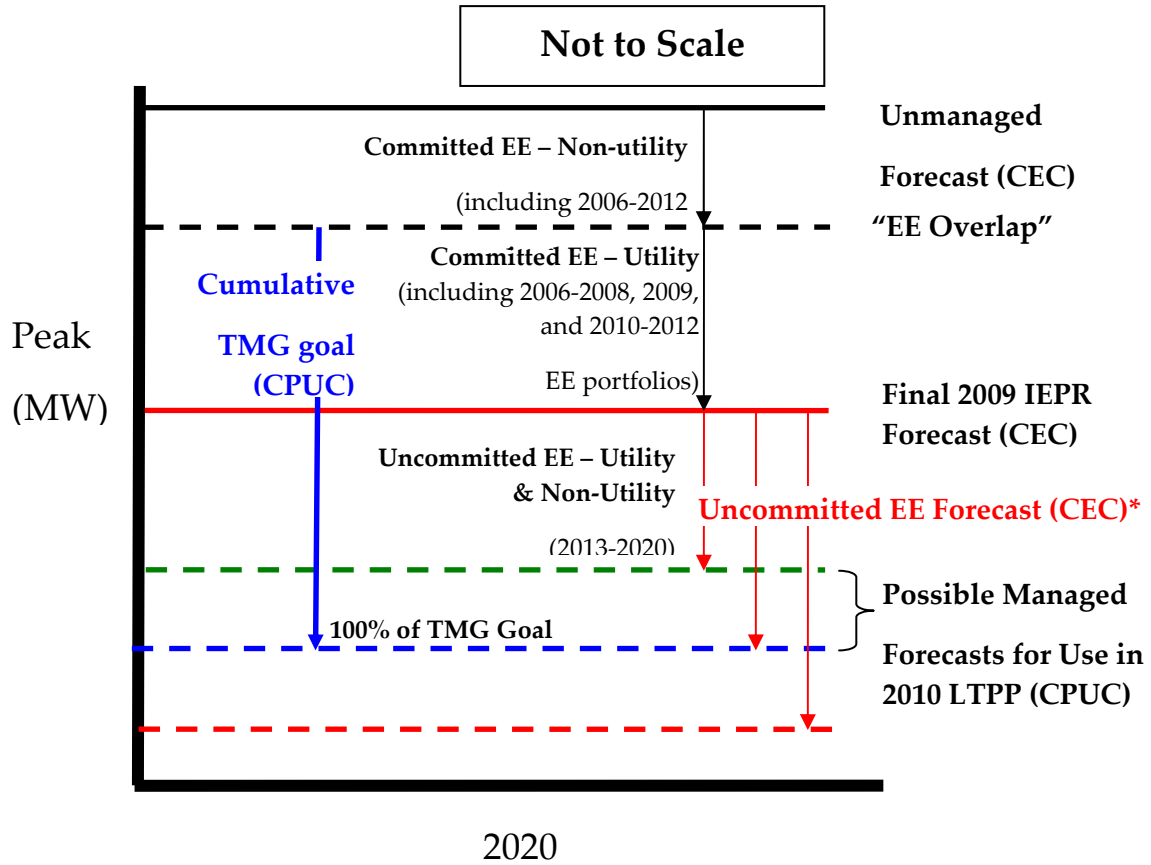 Not to Scale
Unmanaged
Forecast (CEC)
Committed EE – Non-utility
(including 2006-2012
“EE Overlap”
Committed EE – Utility
(including 2006-2008, 2009,
and 2010-2012
EE portfolios)
Cumulative
TMG goal
(CPUC)
Peak
(MW)
Final 2009 IEPR
Forecast (CEC)
Uncommitted EE – Utility
& Non-Utility
(2013-2020)
Uncommitted EE Forecast (CEC)*
100% of TMG Goal
Possible Managed
Forecasts for Use in
2010 LTPP (CPUC)
2020